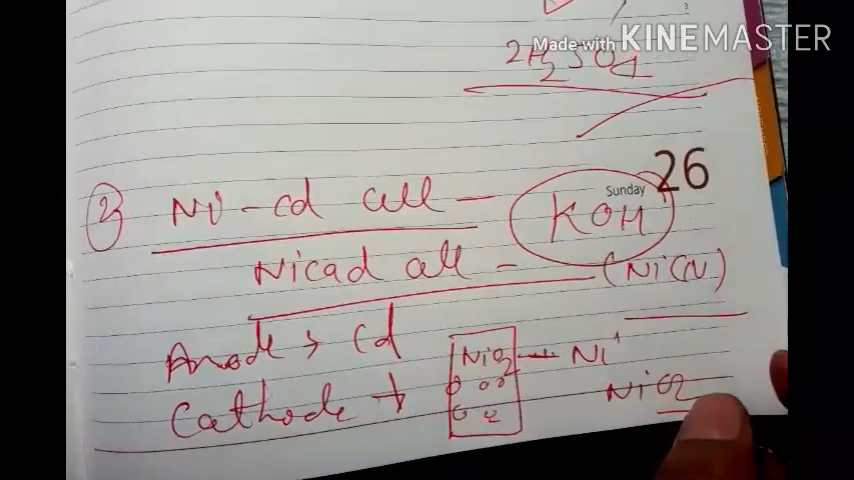 Made with KINEMASTER
2H2SO4
Sunday 26
2 Ni-cd cell - KOH
Nicad cell -
Anode → Cd
Cathode → NiO2 Ni+
NiO2